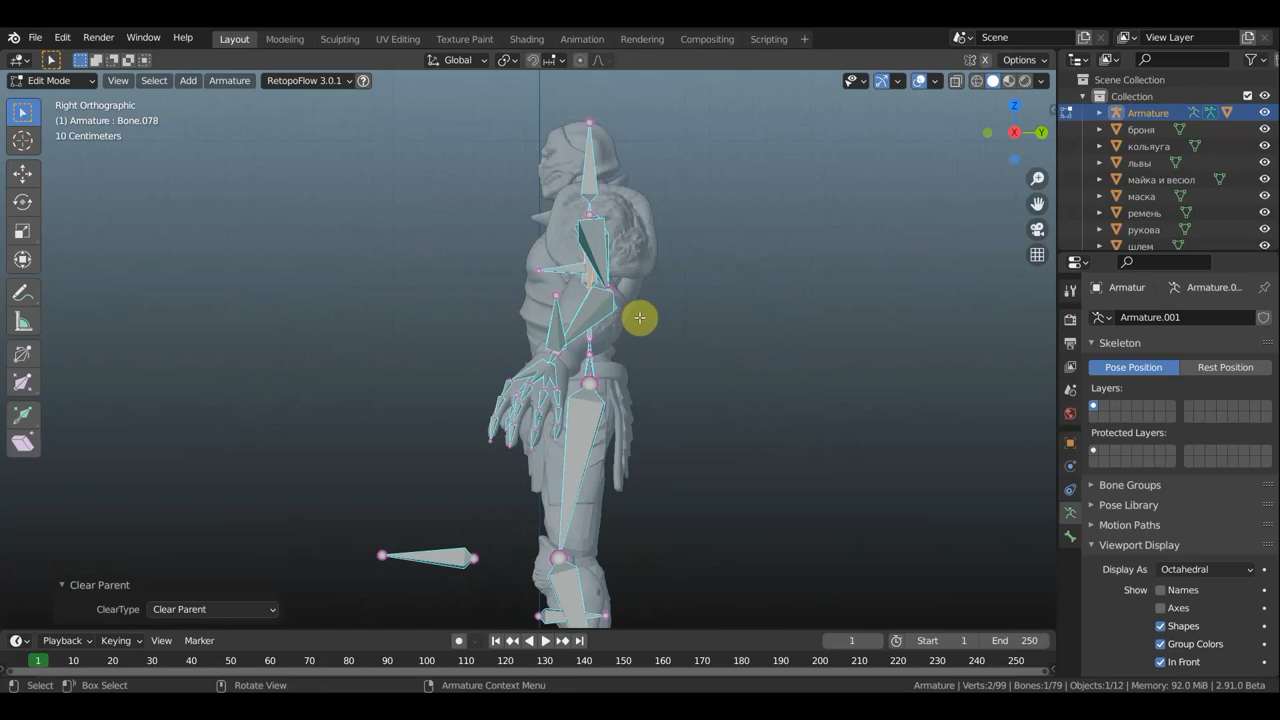 File Edit Render Window Help Layout Modeling Sculpting UV Editing Texture Paint Shading Animation Rendering Compositing Scripting + Scene View Layer
Global Options
Edit Mode View Select Add Armature RetopoFlow 3.0.1 ?
Right Orthographic
(1) Armature : Bone.078
10 Centimeters
Z
X
Y
Scene Collection
Collection
Armature
броня
кольяуга
львы
майка и весюл
маска
ремень
рукова
шлем
Armatur Armature.0...
Armature.001
Skeleton
Pose Position Rest Position
Layers:
Protected Layers:
Bone Groups
Pose Library
Motion Paths
Viewport Display
Display As Octahedral
Show Names
Axes
Shapes
Group Colors
In Front
Clear Parent
ClearType Clear Parent
Playback Keying View Marker 1 Start 1 End 250
1 10 20 30 40 50 60 70 80 90 100 110 120 130 140 150 160 170 180 190 200 210 220 230 240 250
Select Box Select Rotate View Armature Context Menu Armature | Verts:2/99 | Bones:1/79 | Objects:1/12 | Memory: 92.0 MiB | 2.91.0 Beta